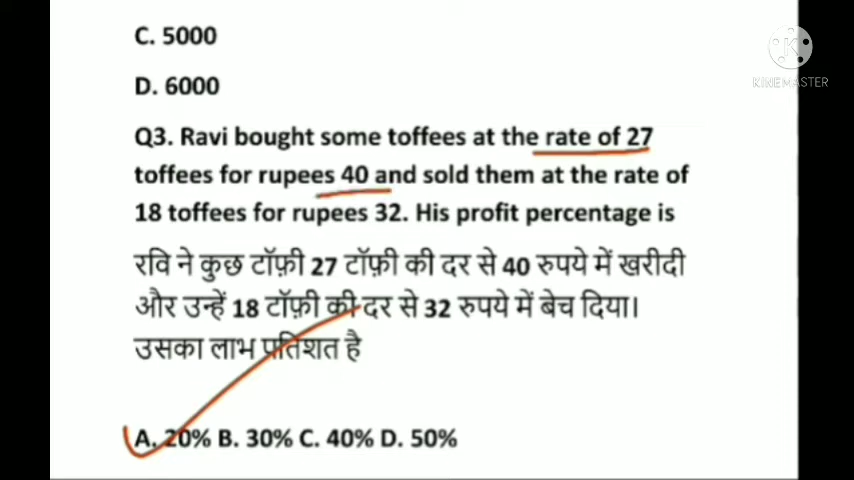 C. 5000
KINEMASTER
D. 6000
Q3. Ravi bought some toffees at the rate of 27
toffees for rupees 40 and sold them at the rate of
18 toffees for rupees 32. His profit percentage is
रवि ने कुछ टॉफ़ी 27 टॉफ़ी की दर से 40 रुपये में खरीदी
और उन्हें 18 टॉफ़ी की दर से 32 रुपये में बेच दिया।
उसका लाभ प्रतिशत है
A. 20% B. 30% C. 40% D. 50%